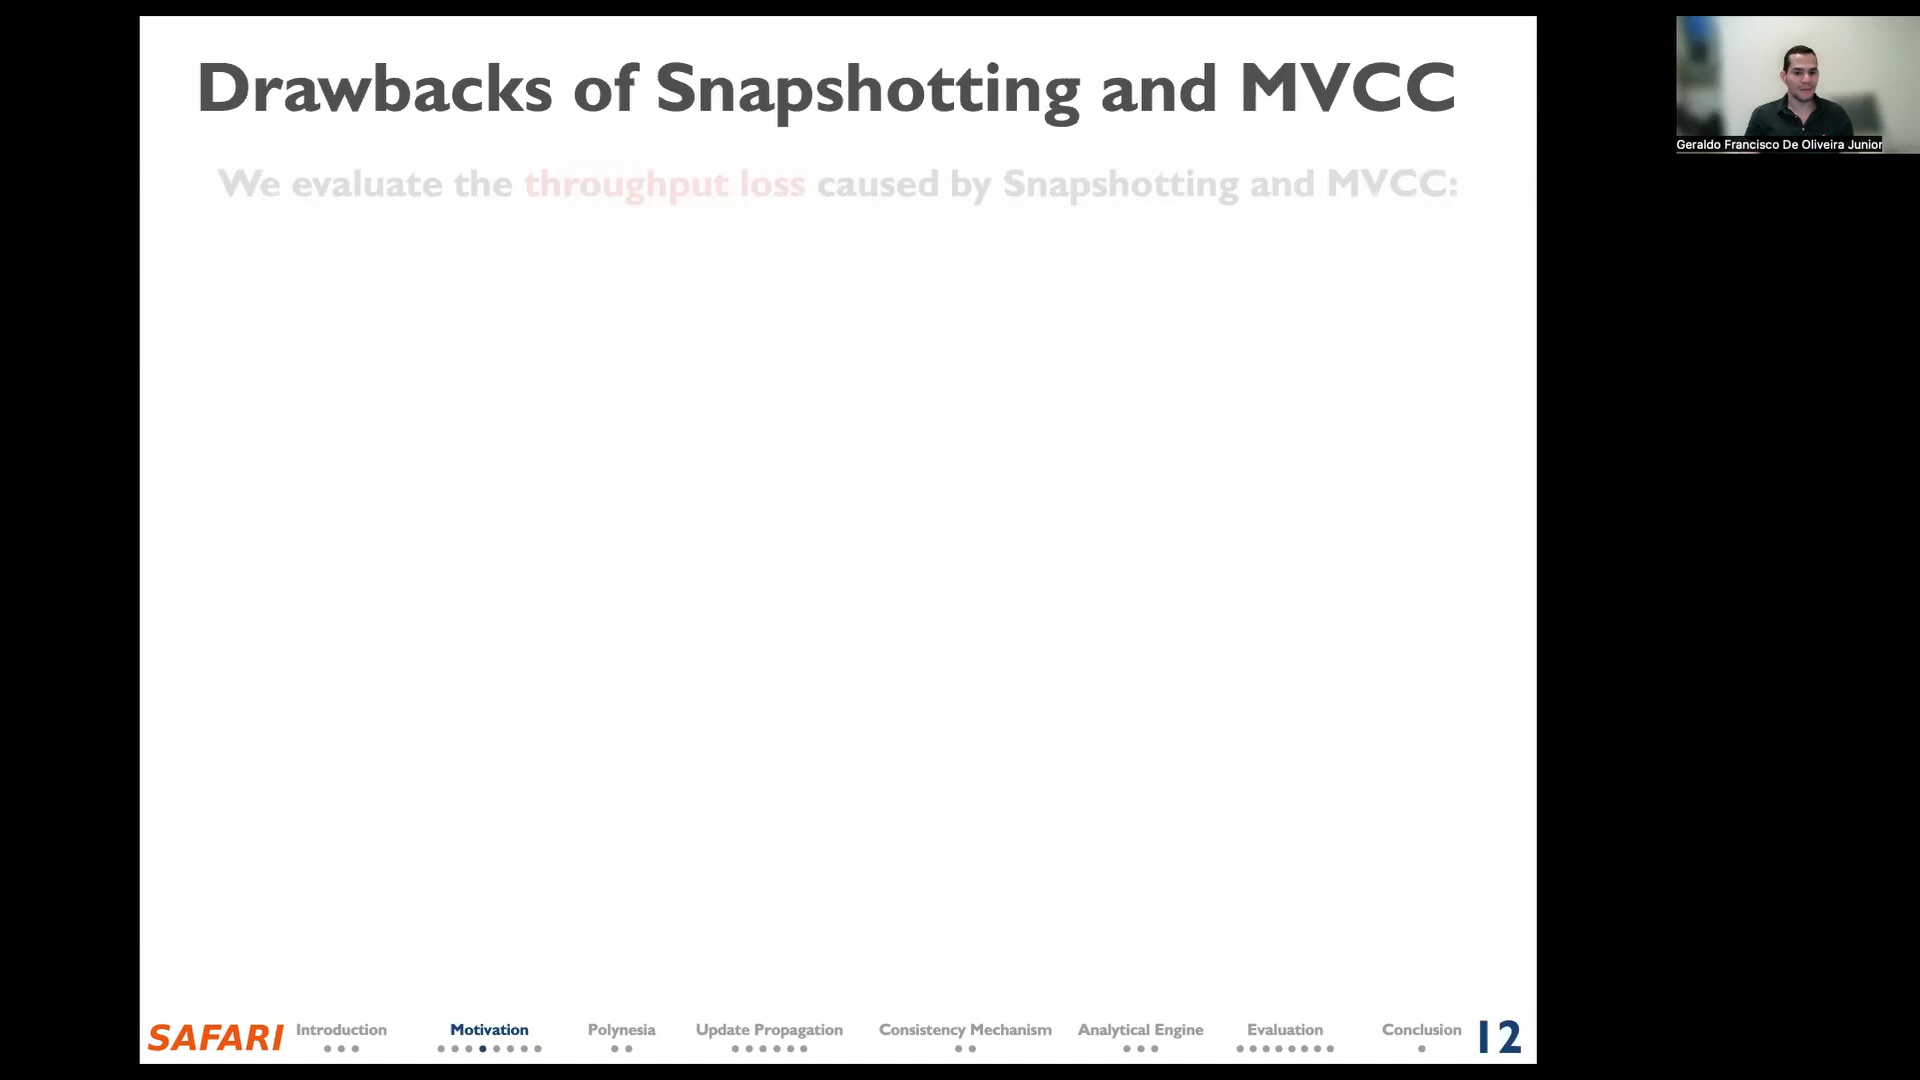 Drawbacks of Snapshotting and MVCC
Geraldo Francisco De Oliveira Junior
We evaluate the throughput loss caused by Snapshotting and MVCC:
SAFARI Introduction Motivation Polynesia Update Propagation Consistency Mechanism Analytical Engine Evaluation Conclusion 12